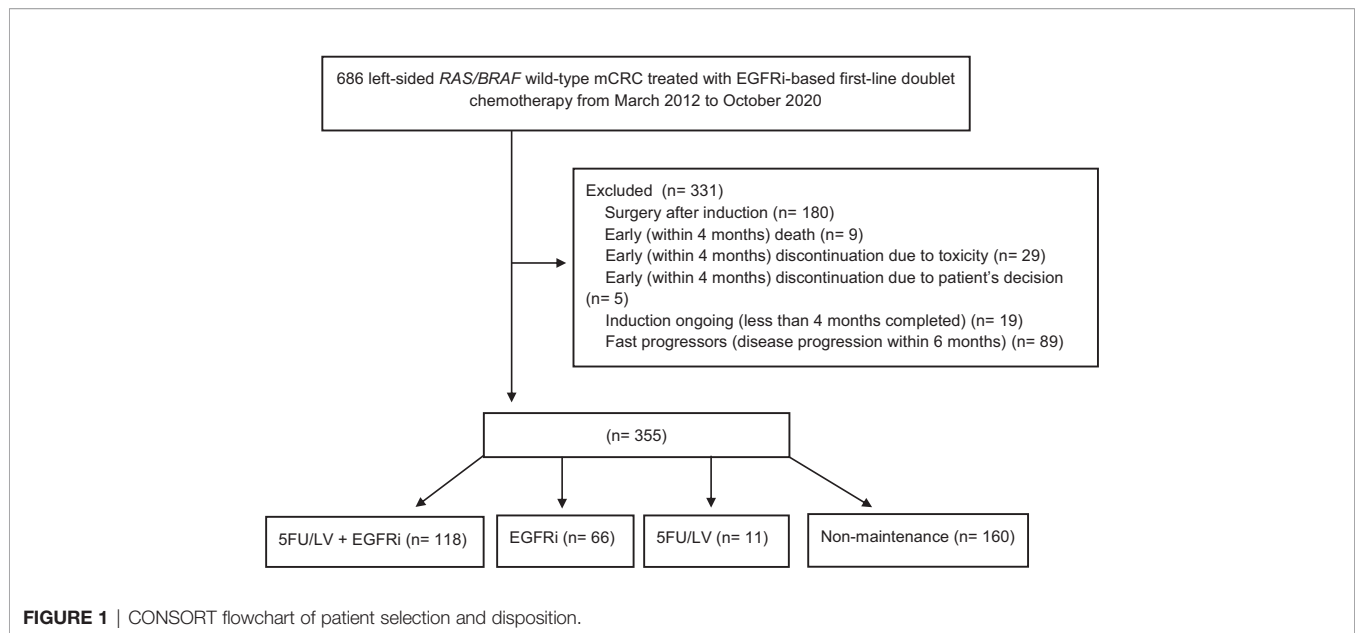 686 left-sided RAS/BRAF wild-type mCRC treated with EGFRi-based first-line doublet
chemotherapy from March 2012 to October 2020
Excluded (n= 331)
Surgery after induction (n= 180)
Early (within 4 months) death (n= 9)
Early (within 4 months) discontinuation due to toxicity (n= 29)
Early (within 4 months) discontinuation due to patient's decision
(n= 5)
Induction ongoing (less than 4 months completed) (n= 19)
Fast progressors (disease progression within 6 months) (n= 89)
(n= 355)
5FU/LV + EGFRi (n= 118)
EGFRi (n= 66)
5FU/LV (n= 11)
Non-maintenance (n= 160)
FIGURE 1 | CONSORT flowchart of patient selection and disposition.